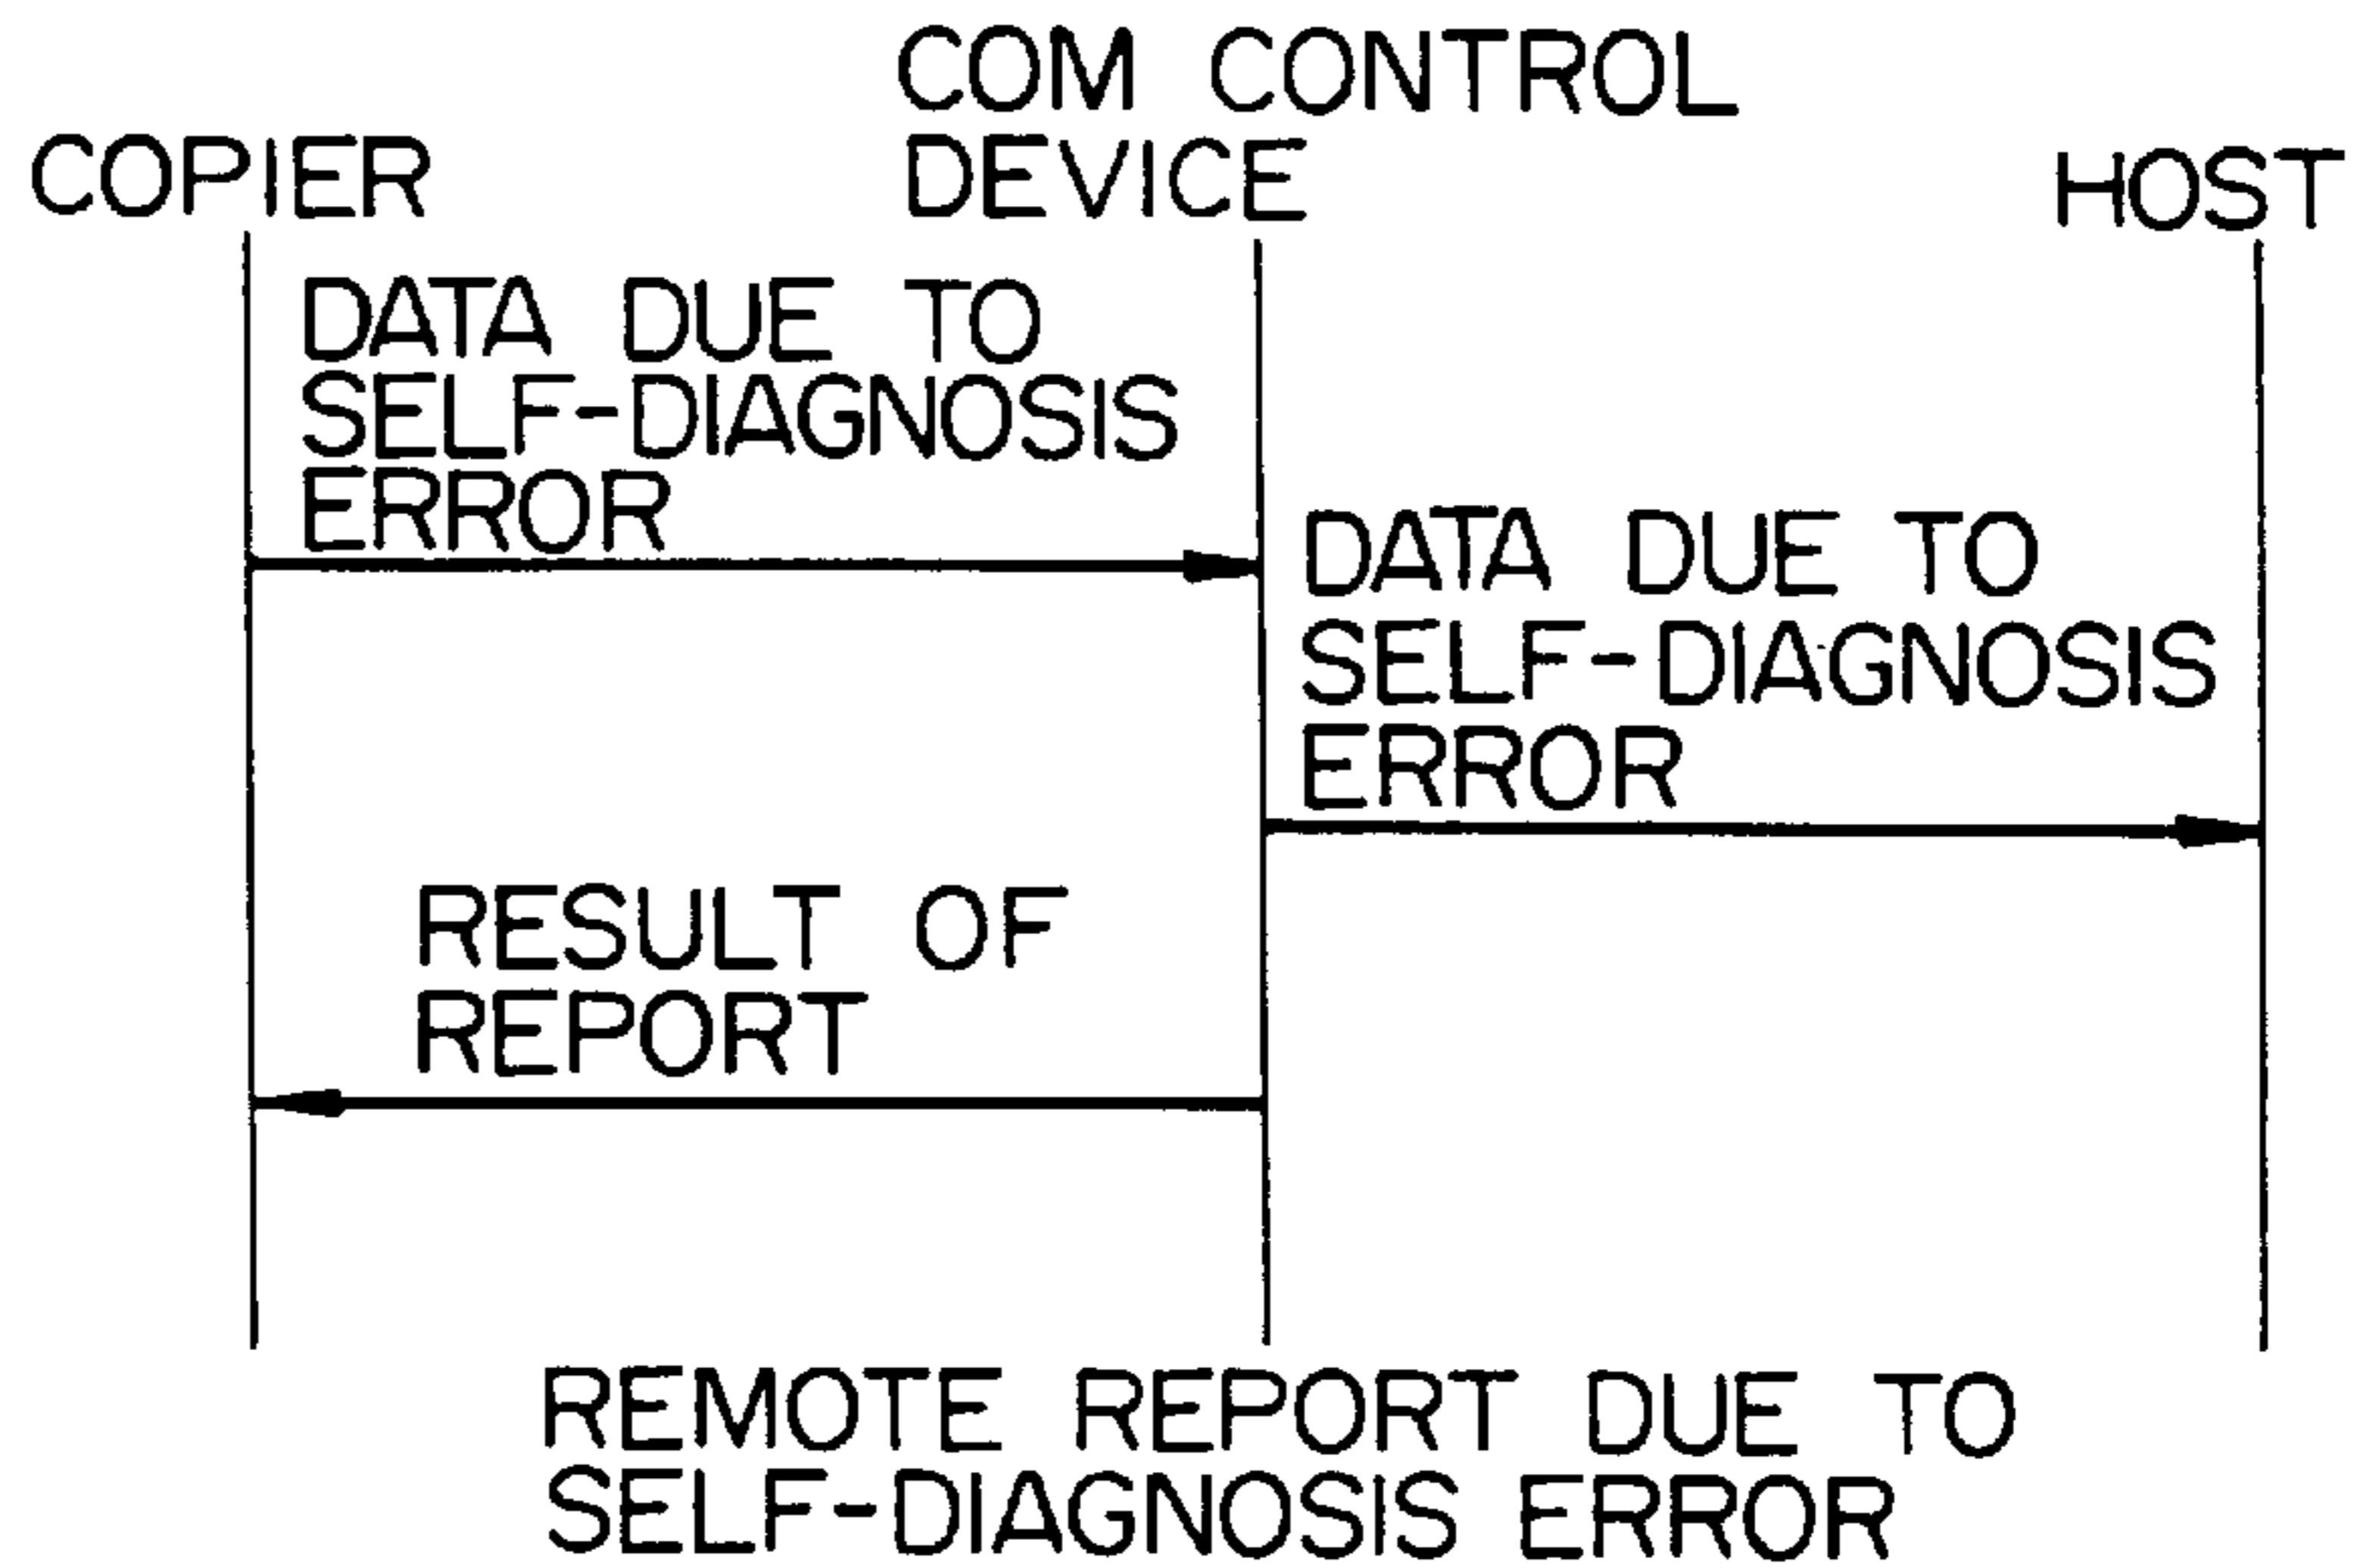 COM CONTROL
DEVICE
COPIER
HOST
DATA DUE TO
SELF-DIAGNOSIS
ERROR
DATA DUE TO
SELF-DIAGNOSIS
ERROR
RESULT OF
REPORT
REMOTE REPORT DUE TO
SELF-DIAGNOSIS ERROR